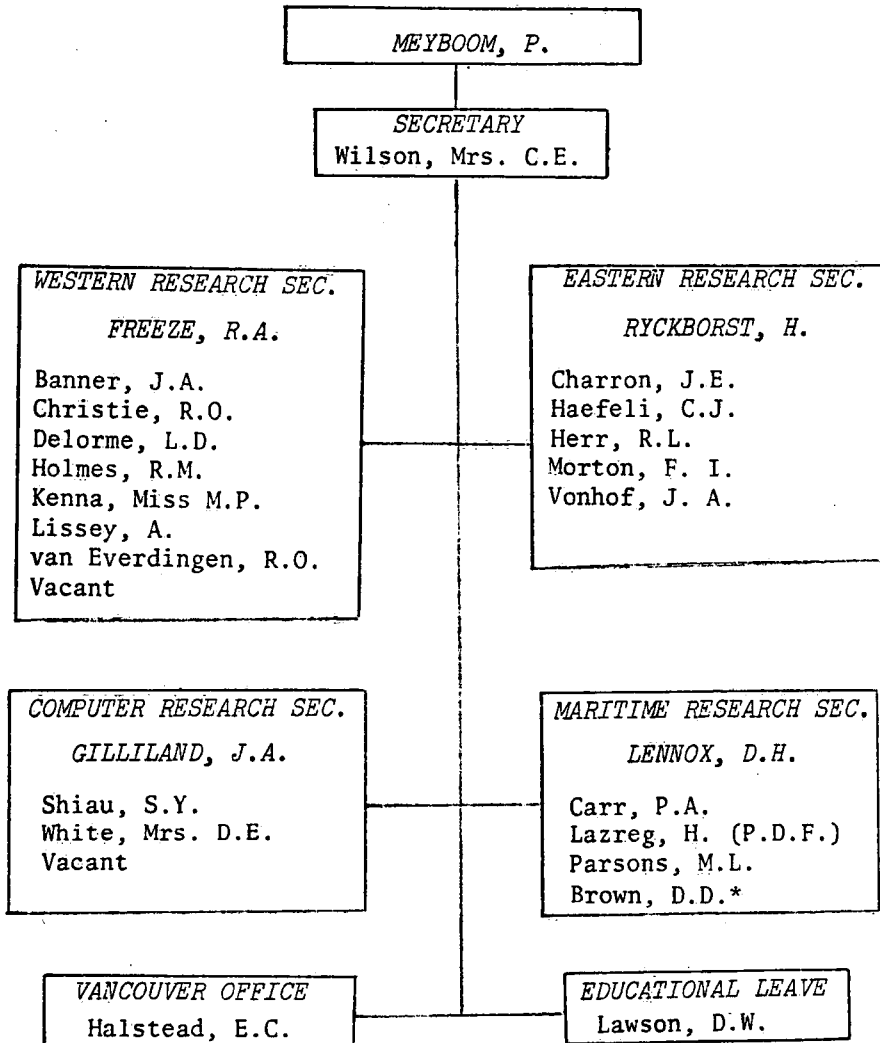 MEYBOOM, P.
SECRETARY
Wilson, Mrs. C.E.
WESTERN RESEARCH SEC.
FREEZE, R.A.
Banner, J.A.
Christie, R.O.
Delorme, L.D.
Holmes, R.M.
Kenna, Miss M.P.
Lissey, A.
van Everdingen, R.O.
Vacant
EASTERN RESEARCH SEC.
RYCKBORST, H.
Charron, J.E.
Haefeli, C.J.
Herr, R.L.
Morton, F. I.
Vonhof, J. A.
COMPUTER RESEARCH SEC.
GILLILAND, J.A.
Shiau, S.Y.
White, Mrs. D.E.
Vacant
MARITIME RESEARCH SEC.
LENNOX, D.H.
Carr, P.A.
Lazreg, H. (P.D.F.)
Parsons, M.L.
Brown, D.D.*
VANCOUVER OFFICE
Halstead, E.C.
EDUCATIONAL LEAVE
Lawson, D.W.